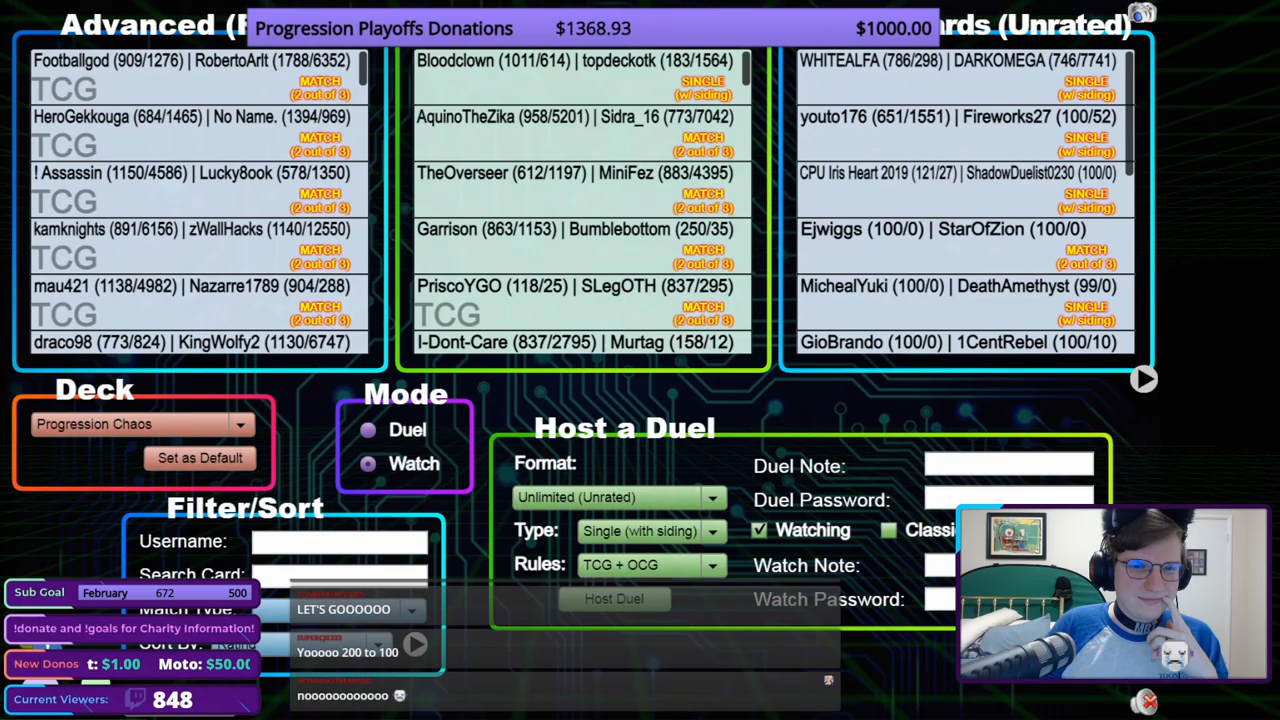 Advanced (
Progression Playoffs Donations $1368.93 $1000.00
rds (Unrated)
Footballgod (909/1276) | RobertoArlt (1788/6352)
TCG
MATCH
(2 out of 3)
HeroGekkouga (684/1465) | No Name. (1394/969)
TCG
MATCH
(2 out of 3)
! Assassin (1150/4586) | Lucky8ook (578/1350)
TCG
MATCH
(2 out of 3)
kamknights (891/6156) | zWallHacks (1140/12550)
TCG
MATCH
(2 out of 3)
mau421 (1138/4982) | Nazarre1789 (904/288)
TCG
MATCH
(2 out of 3)
draco98 (773/824) | KingWolfy2 (1130/6747)
Bloodclown (1011/614) | topdeckotk (183/1564)
SINGLE
(w/ siding)
AquinoTheZika (958/5201) | Sidra_16 (773/7042)
MATCH
(2 out of 3)
TheOverseer (612/1197) | MiniFez (883/4395)
MATCH
(2 out of 3)
Garrison (863/1153) | Bumblebottom (250/35)
MATCH
(2 out of 3)
PriscoYGO (118/25) | SLegOTH (837/295)
TCG
MATCH
(2 out of 3)
I-Dont-Care (837/2795) | Murtag (158/12)
WHITEALFA (786/298) | DARKOMEGA (746/7741)
SINGLE
(w/ siding)
youto176 (651/1551) | Fireworks27 (100/52)
SINGLE
(w/ siding)
CPU Iris Heart 2019 (121/27) | ShadowDuelist0230 (100/0)
SINGLE
(w/ siding)
Ejwiggs (100/0) | StarOfZion (100/0)
MATCH
(2 out of 3)
MichealYuki (100/0) | DeathAmethyst (99/0)
SINGLE
(w/ siding)
GioBrando (100/0) | 1CentRebel (100/10)
Deck
Progression Chaos
Set as Default
Mode
Duel
Watch
Host a Duel
Format:
Unlimited (Unrated)
Type: Single (with siding)
Rules: TCG + OCG
Host Duel
Duel Note:
Duel Password:
Watching Classi
Watch Note:
Watch Password:
Filter/Sort
Username:
Search Card:
Sub Goal February 672 500
!donate and !goals for Charity Information!
New Donos t: $1.00 Moto: $50.00
Current Viewers: 848
LET'S GOOOOOO
Yooooo 200 to 100
noooooooooooo